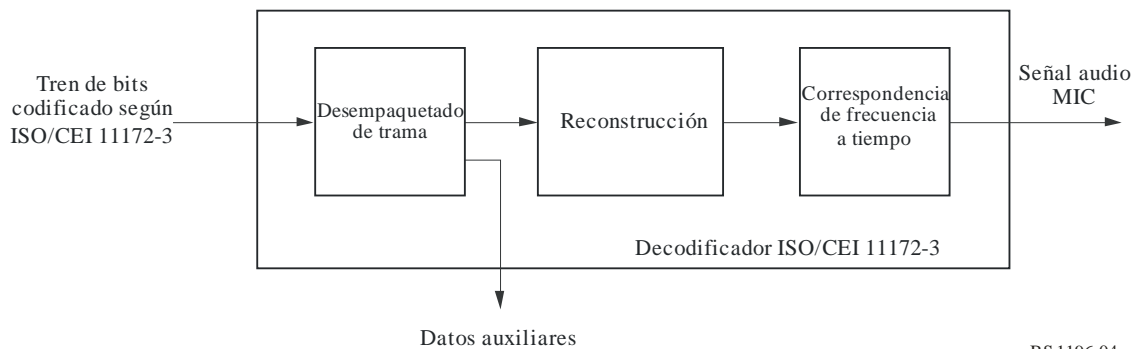 Tren de bits
codificado según
ISO/CEI 11172-3
Desempaquetado
de trama
Reconstrucción
Correspondencia
de frecuencia
a tiempo
Señal audio
MIC
Decodificador ISO/CEI 11172-3
Datos auxiliares